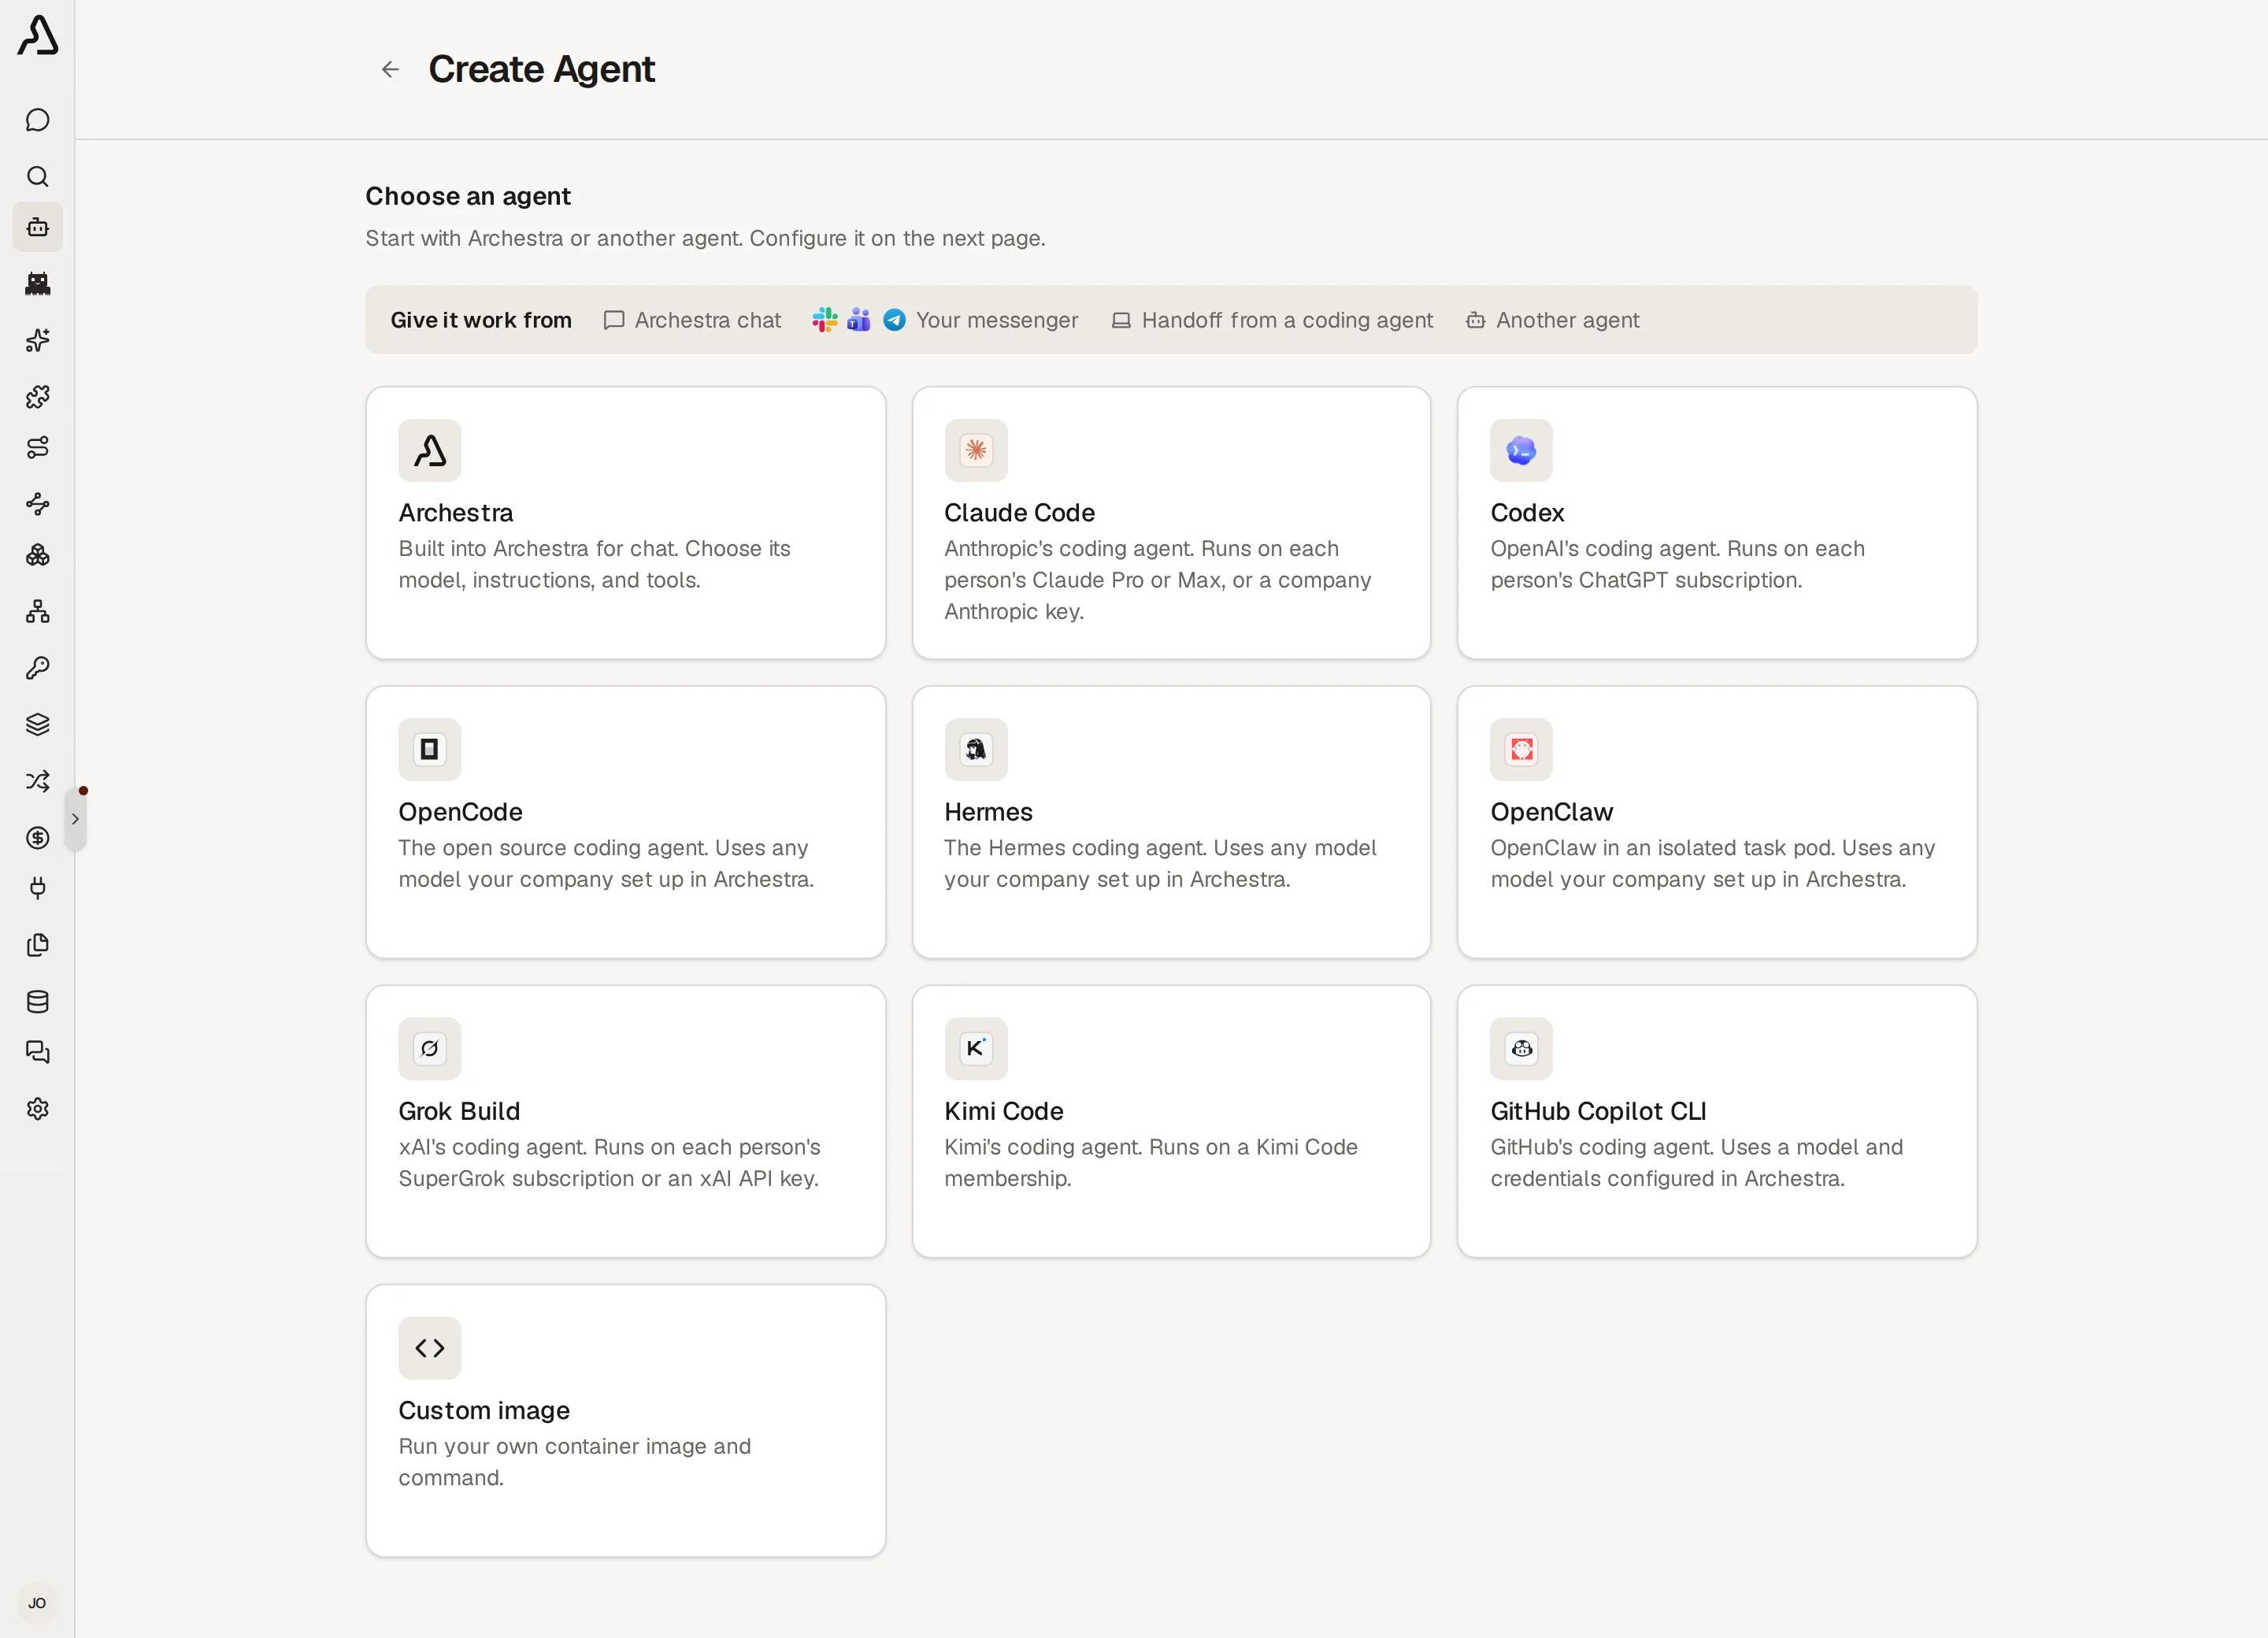 Create Agent
Choose an agent
Start with Archestra or another agent. Configure it on the next page.
Give it work from Archestra chat Your messenger Handoff from a coding agent Another agent
Archestra
Built into Archestra for chat. Choose its
model, instructions, and tools.
Claude Code
Anthropic's coding agent. Runs on each
person's Claude Pro or Max, or a company
Anthropic key.
Codex
OpenAI's coding agent. Runs on each
person's ChatGPT subscription.
OpenCode
The open source coding agent. Uses any
model your company set up in Archestra.
Hermes
The Hermes coding agent. Uses any model
your company set up in Archestra.
OpenClaw
OpenClaw in an isolated task pod. Uses any
model your company set up in Archestra.
Grok Build
xAI's coding agent. Runs on each person's
SuperGrok subscription or an xAI API key.
Kimi Code
Kimi's coding agent. Runs on a Kimi Code
membership.
GitHub Copilot CLI
GitHub's coding agent. Uses a model and
credentials configured in Archestra.
Custom image
Run your own container image and
command.
JO